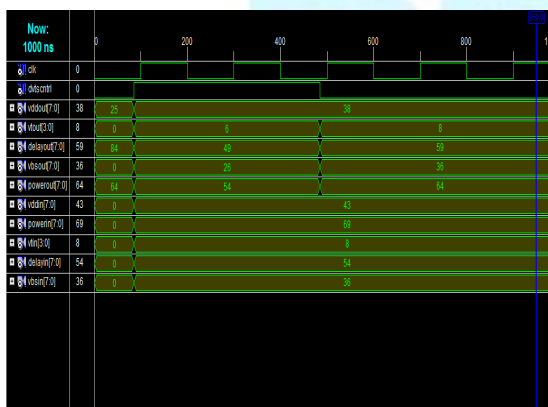 Now:
1000 ns
0 200 400 600 800 1
clk 0
dvtscntrl 0
vddout[7:0] 38 25 38
vtout[3:0] 8 0 6 8
delayout[7:0] 59 84 49 59
vbsout[7:0] 36 0 26 36
powerout[7:0] 64 64 54 64
vddin[7:0] 43 0 43
powerin[7:0] 69 0 69
vtin[3:0] 8 0 8
delayin[7:0] 54 0 54
vbsin[7:0] 36 0 36